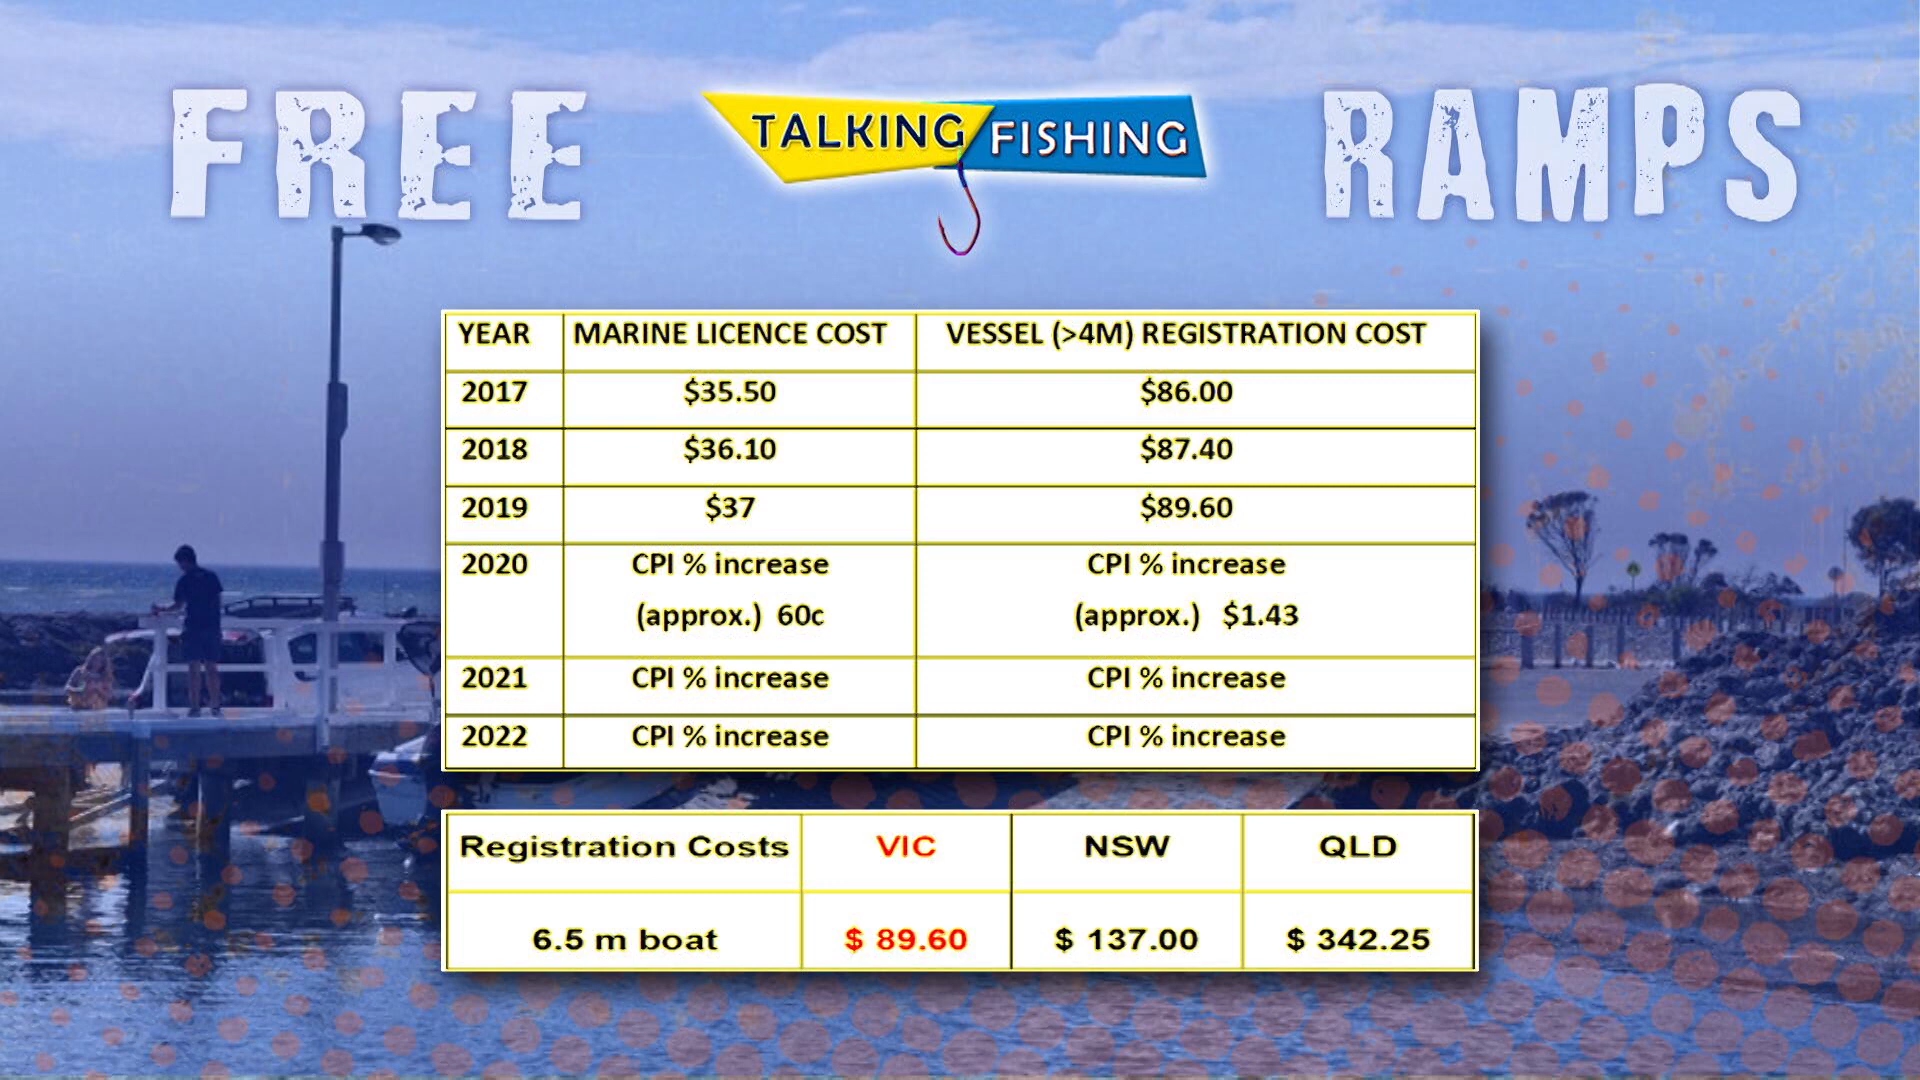 FREE TALKING FISHING RAMPS
YEAR MARINE LICENCE COST VESSEL (>4M) REGISTRATION COST
2017 $35.50 $86.00
2018 $36.10 $87.40
2019 $37 $89.60
2020 CPI % increase CPI % increase
(approx.) 60c (approx.) $1.43
2021 CPI % increase CPI % increase
2022 CPI % increase CPI % increase
Registration Costs VIC NSW QLD
6.5 m boat $ 89.60 $ 137.00 $ 342.25